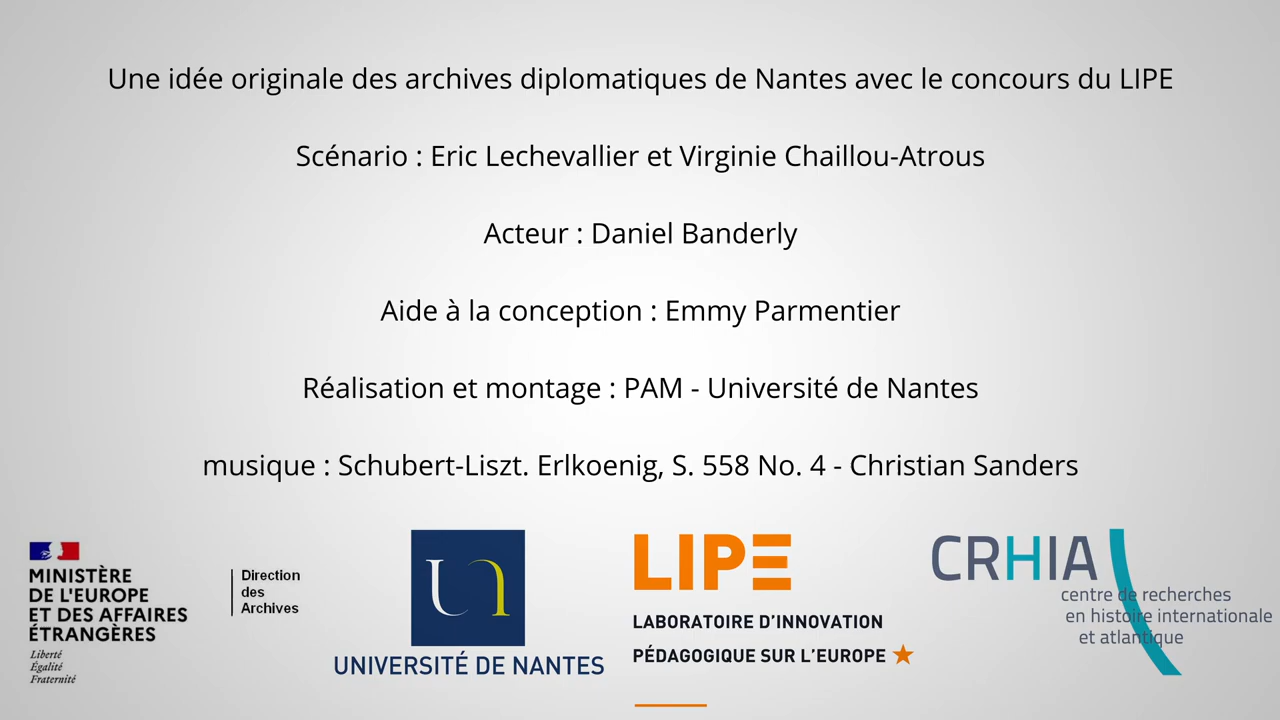 Une idée originale des archives diplomatiques de Nantes avec le concours du LIPE
Scénario : Eric Lechevallier et Virginie Chaillou-Atrous
Acteur : Daniel Banderly
Aide à la conception : Emmy Parmentier
Réalisation et montage : PAM - Université de Nantes
musique : Schubert-Liszt. Erlkoenig, S. 558 No. 4 - Christian Sanders
MINISTÈRE
DE L'EUROPE
ET DES AFFAIRES
ÉTRANGÈRES
Liberté
Égalité
Fraternité
Direction
des
Archives
UNIVERSITÉ DE NANTES
LIPE
LABORATOIRE D'INNOVATION
PÉDAGOGIQUE SUR L'EUROPE
CRHIA
centre de recherches
en histoire internationale
et atlantique